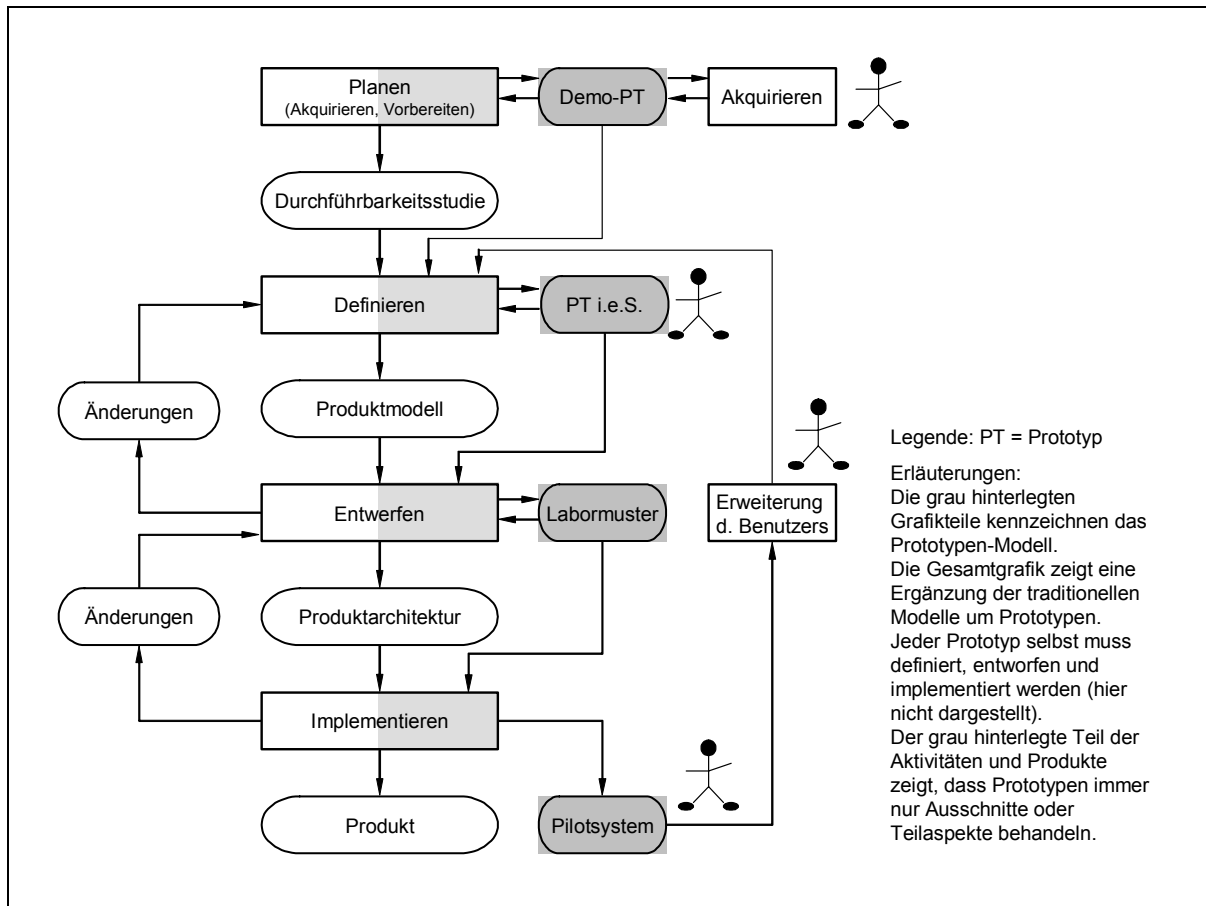 Planen
(Akquirieren, Vorbereiten)
Demo-PT
Akquirieren
Durchführbarkeitsstudie
Definieren
PT i.e.S.
Änderungen
Produktmodell
Entwerfen
Labormuster
Erweiterung
d. Benutzers
Änderungen
Produktarchitektur
Implementieren
Produkt
Pilotsystem
Legende: PT = Prototyp
Erläuterungen:
Die grau hinterlegten
Grafikteile kennzeichnen das
Prototypen-Modell.
Die Gesamtgrafik zeigt eine
Ergänzung der traditionellen
Modelle um Prototypen.
Jeder Prototyp selbst muss
definiert, entworfen und
implementiert werden (hier
nicht dargestellt).
Der grau hinterlegte Teil der
Aktivitäten und Produkte
zeigt, dass Prototypen immer
nur Ausschnitte oder
Teilaspekte behandeln.